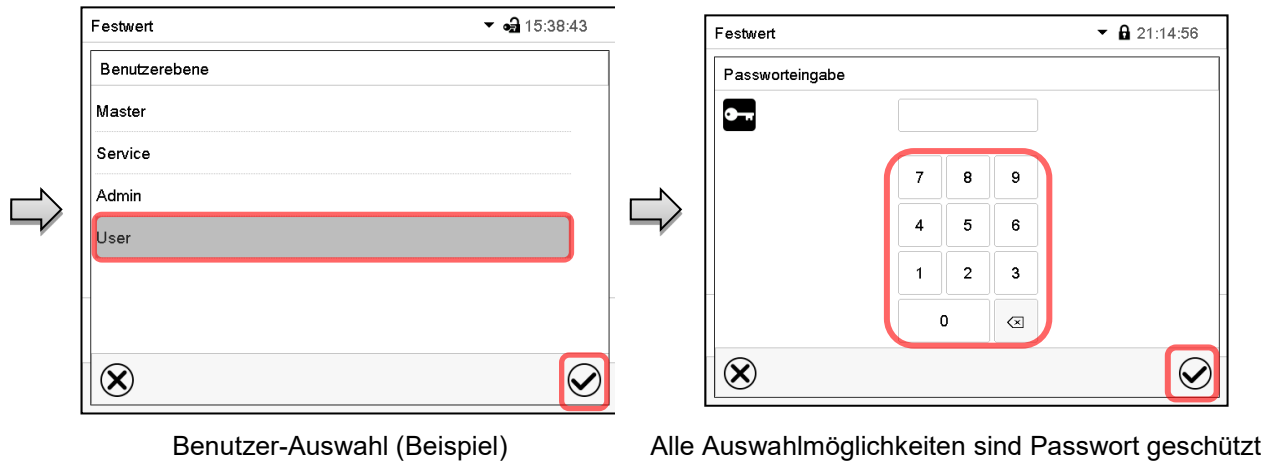 Festwert 15:38:43
Benutzerebene
Master
Service
Admin
User
Benutzer-Auswahl (Beispiel)
Festwert 21:14:56
Passworteingabe
7 8 9
4 5 6
1 2 3
0
Alle Auswahlmöglichkeiten sind Passwort geschützt